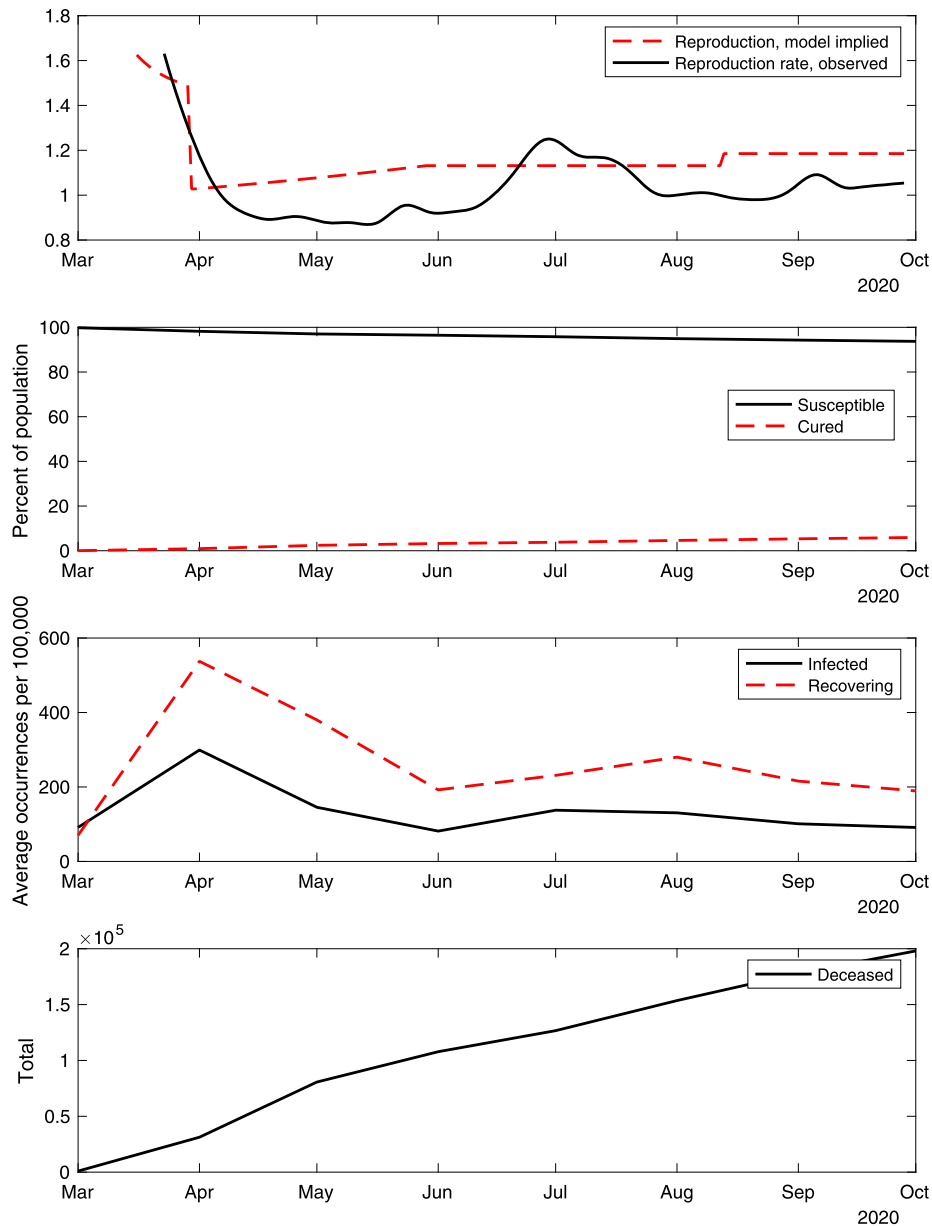 1.8
1.6
1.4
1.2
1
0.8
Reproduction, model implied
Reproduction rate, observed
Mar Apr May Jun Jul Aug Sep Oct
2020
Percent of population
100
80
60
40
20
0
Susceptible
Cured
Mar Apr May Jun Jul Aug Sep Oct
2020
Average occurrences per 100,000
600
400
200
0
Infected
Recovering
Mar Apr May Jun Jul Aug Sep Oct
2020
×10^5
Total
2
1.5
1
0.5
0
Deceased
Mar Apr May Jun Jul Aug Sep Oct
2020